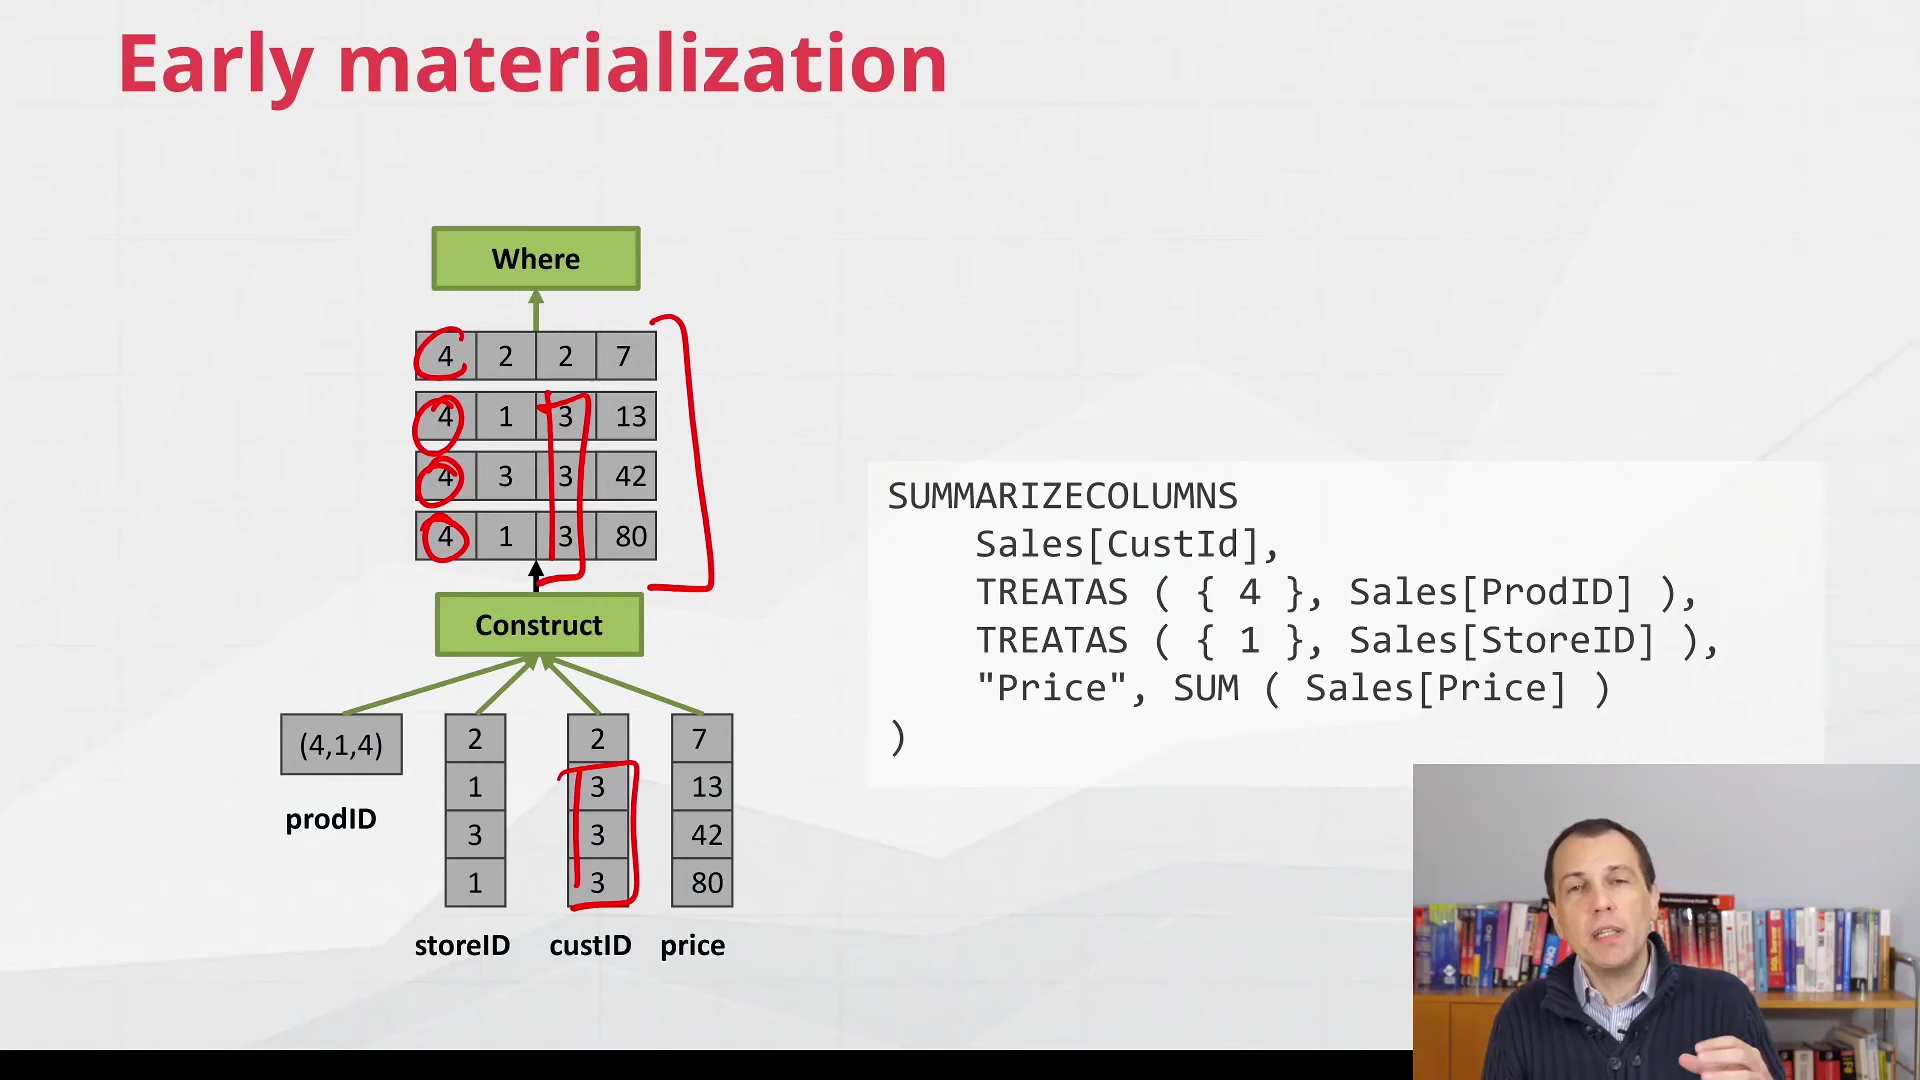 Early materialization
Where
4 2 2 7
4 1 3 13
4 3 3 42
4 1 3 80
Construct
(4,1,4)
prodID
2 2 7
1 3 13
3 3 42
1 3 80
storeID custID price
SUMMARIZECOLUMNS
Sales[CustId],
TREATAS ( { 4 }, Sales[ProdID] ),
TREATAS ( { 1 }, Sales[StoreID] ),
"Price", SUM ( Sales[Price] )
)